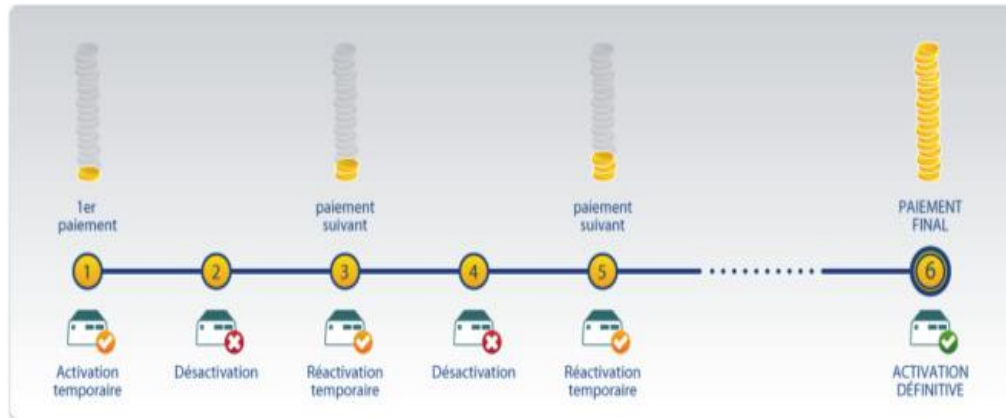 1er
paiement
paiement
suivant
paiement
suivant
PAIEMENT
FINAL
1
2
3
4
5
6
Activation
temporaire
Désactivation
Réactivation
temporaire
Désactivation
Réactivation
temporaire
ACTIVATION
DÉFINITIVE